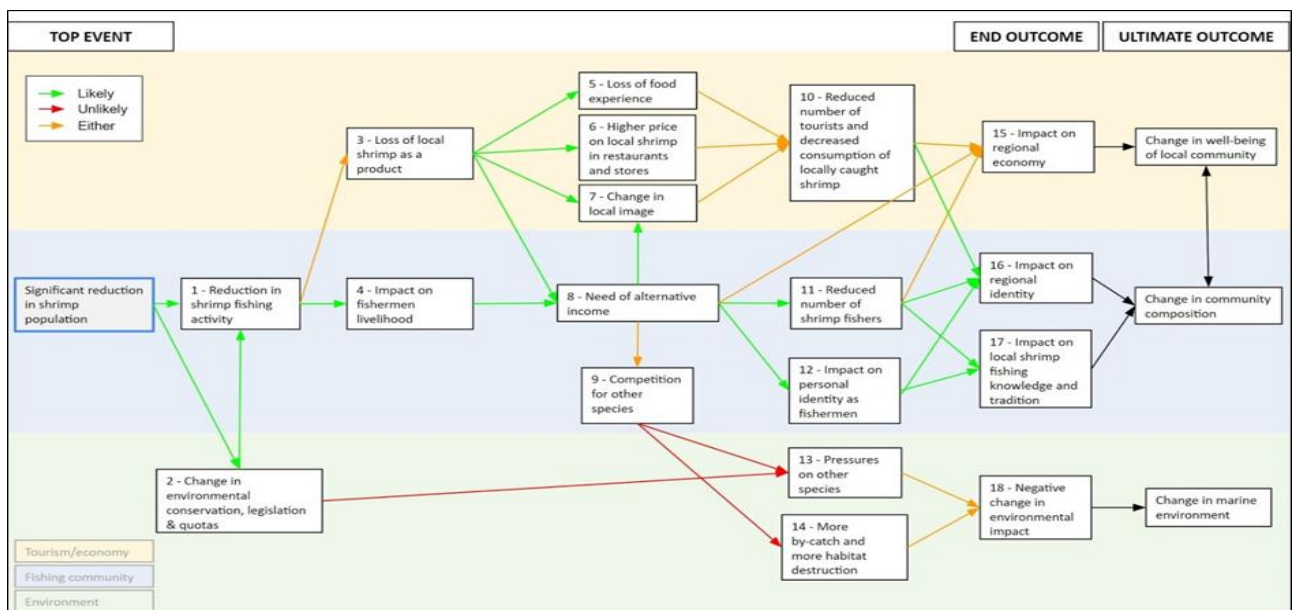 TOP EVENT
END OUTCOME
ULTIMATE OUTCOME
Likely
Unlikely
Either
3 - Loss of local
shrimp as a
product
5 - Loss of food
experience
6 - Higher price
on local shrimp
in restaurants
and stores
7 - Change in
local image
10 - Reduced
number of
tourists and
decreased
consumption of
locally caught
shrimp
15 - Impact on
regional
economy
Change in well-being
of local community
Significant reduction
in shrimp
population
1 - Reduction in
shrimp fishing
activity
4 - Impact on
fishermen
livelihood
8 - Need of alternative
income
9 - Competition
for other
species
11 - Reduced
number of
shrimp fishers
12 - Impact on
personal
identity as
fishermen
16 - Impact on
regional
identity
17 - Impact on
local shrimp
fishing
knowledge and
tradition
Change in community
composition
2 - Change in
environmental
conservation, legislation
& quotas
13 - Pressures
on other
species
14 - More
by-catch and
more habitat
destruction
18 - Negative
change in
environmental
impact
Change in marine
environment
Tourism/economy
Fishing community
Environment